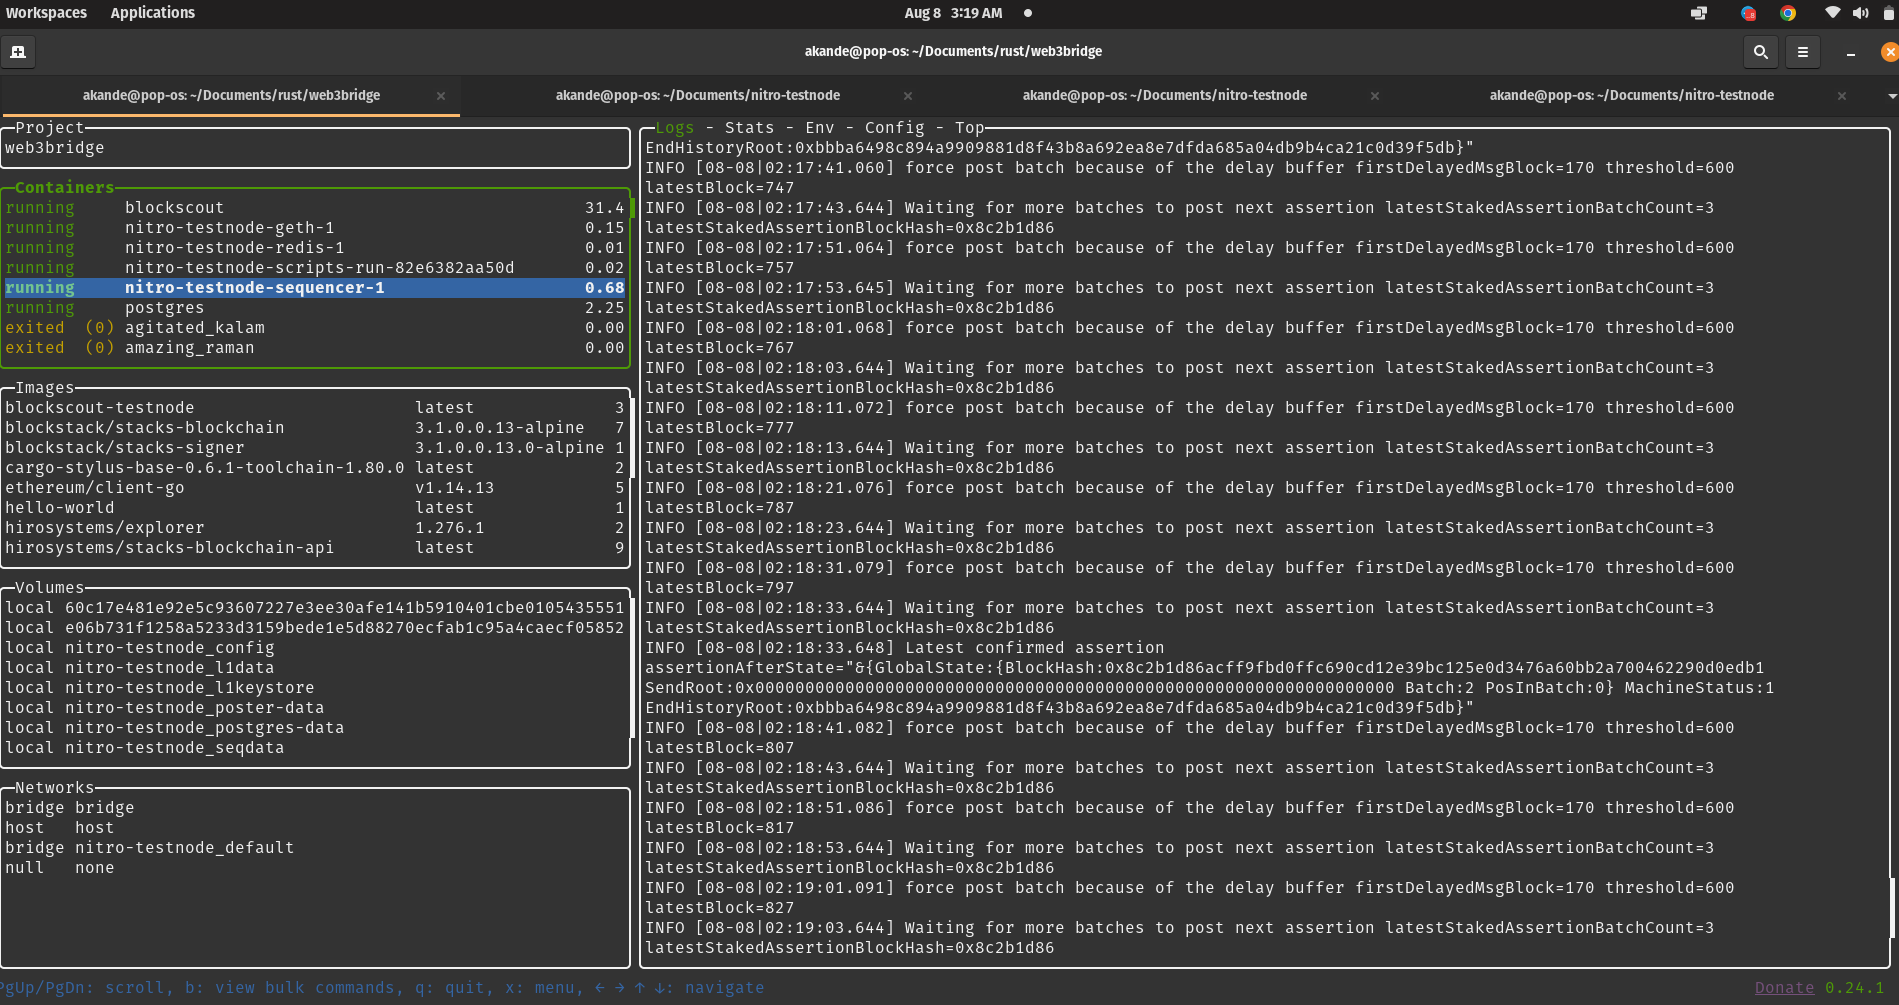 Workspaces Applications Aug 8 3:19 AM
akande@pop-os: ~/Documents/rust/web3bridge
akande@pop-os: ~/Documents/rust/web3bridge × akande@pop-os: ~/Documents/nitro-testnode × akande@pop-os: ~/Documents/nitro-testnode × akande@pop-os: ~/Documents/nitro-testnode ×
Project
web3bridge
Containers
running blockscout 31.4
running nitro-testnode-geth-1 0.15
running nitro-testnode-redis-1 0.01
running nitro-testnode-scripts-run-82e6382aa50d 0.02
running nitro-testnode-sequencer-1 0.68
running postgres 2.25
exited (0) agitated_kalam 0.00
exited (0) amazing_raman 0.00
Images
blockscout-testnode latest 3
blockstack/stacks-blockchain 3.1.0.0.13-alpine 7
blockstack/stacks-signer 3.1.0.0.13.0-alpine 1
cargo-stylus-base-0.6.1-toolchain-1.80.0 latest 2
ethereum/client-go v1.14.13 5
hello-world latest 1
hirosystems/explorer 1.276.1 2
hirosystems/stacks-blockchain-api latest 9
Volumes
local 60c17e481e92e5c93607227e3ee30afe141b5910401cbe0105435551
local e06b731f1258a5233d3159bede1e5d88270ecfab1c95a4caecf05852
local nitro-testnode_config
local nitro-testnode_l1data
local nitro-testnode_l1keystore
local nitro-testnode_poster-data
local nitro-testnode_postgres-data
local nitro-testnode_seqdata
Networks
bridge bridge
host host
bridge nitro-testnode_default
null none
Logs - Stats - Env - Config - Top
EndHistoryRoot:0xbbba6498c894a9909881d8f43b8a692ea8e7dfda685a04db9b4ca21c0d39f5db}"
INFO [08-08|02:17:41.060] force post batch because of the delay buffer firstDelayedMsgBlock=170 threshold=600
latestBlock=747
INFO [08-08|02:17:43.644] Waiting for more batches to post next assertion latestStakedAssertionBatchCount=3
latestStakedAssertionBlockHash=0x8c2b1d86
INFO [08-08|02:17:51.064] force post batch because of the delay buffer firstDelayedMsgBlock=170 threshold=600
latestBlock=757
INFO [08-08|02:17:53.645] Waiting for more batches to post next assertion latestStakedAssertionBatchCount=3
latestStakedAssertionBlockHash=0x8c2b1d86
INFO [08-08|02:18:01.068] force post batch because of the delay buffer firstDelayedMsgBlock=170 threshold=600
latestBlock=767
INFO [08-08|02:18:03.644] Waiting for more batches to post next assertion latestStakedAssertionBatchCount=3
latestStakedAssertionBlockHash=0x8c2b1d86
INFO [08-08|02:18:11.072] force post batch because of the delay buffer firstDelayedMsgBlock=170 threshold=600
latestBlock=777
INFO [08-08|02:18:13.644] Waiting for more batches to post next assertion latestStakedAssertionBatchCount=3
latestStakedAssertionBlockHash=0x8c2b1d86
INFO [08-08|02:18:21.076] force post batch because of the delay buffer firstDelayedMsgBlock=170 threshold=600
latestBlock=787
INFO [08-08|02:18:23.644] Waiting for more batches to post next assertion latestStakedAssertionBatchCount=3
latestStakedAssertionBlockHash=0x8c2b1d86
INFO [08-08|02:18:31.079] force post batch because of the delay buffer firstDelayedMsgBlock=170 threshold=600
latestBlock=797
INFO [08-08|02:18:33.644] Waiting for more batches to post next assertion latestStakedAssertionBatchCount=3
latestStakedAssertionBlockHash=0x8c2b1d86
INFO [08-08|02:18:33.648] Latest confirmed assertion
assertionAfterState="&{GlobalState:{BlockHash:0x8c2b1d86acff9fbd0ffc690cd12e39bc125e0d3476a60bb2a700462290d0edb1
SendRoot:0x0000000000000000000000000000000000000000000000000000000000000000 Batch:2 PosInBatch:0} MachineStatus:1
EndHistoryRoot:0xbbba6498c894a9909881d8f43b8a692ea8e7dfda685a04db9b4ca21c0d39f5db}"
INFO [08-08|02:18:41.082] force post batch because of the delay buffer firstDelayedMsgBlock=170 threshold=600
latestBlock=807
INFO [08-08|02:18:43.644] Waiting for more batches to post next assertion latestStakedAssertionBatchCount=3
latestStakedAssertionBlockHash=0x8c2b1d86
INFO [08-08|02:18:51.086] force post batch because of the delay buffer firstDelayedMsgBlock=170 threshold=600
latestBlock=817
INFO [08-08|02:18:53.644] Waiting for more batches to post next assertion latestStakedAssertionBatchCount=3
latestStakedAssertionBlockHash=0x8c2b1d86
INFO [08-08|02:19:01.091] force post batch because of the delay buffer firstDelayedMsgBlock=170 threshold=600
latestBlock=827
INFO [08-08|02:19:03.644] Waiting for more batches to post next assertion latestStakedAssertionBatchCount=3
latestStakedAssertionBlockHash=0x8c2b1d86
PgUp/PgDn: scroll, b: view bulk commands, q: quit, x: menu, ← → ↑ ↓: navigate Donate 0.24.1